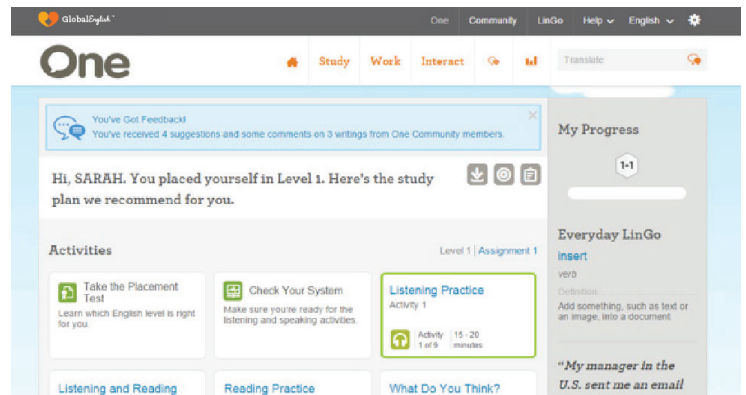 GlobalEnglish
One Community LinGo Help English
One
Study Work Interact
Translate
You've Got Feedback!
You've received 4 suggestions and some comments on 3 writings from One Community members.
Hi, SARAH. You placed yourself in Level 1. Here's the study
plan we recommend for you.
Activities
Level 1 | Assignment 1
Take the Placement
Test
Learn which English level is right
for you.
Check Your System
Make sure you're ready for the
listening and speaking activities.
Listening Practice
Activity 1
Activity
1 of 9
15 - 20
minutes
Listening and Reading
Reading Practice
What Do You Think?
My Progress
1-1
Everyday LinGo
insert
verb
Definition
Add something, such as text or
an image, into a document
"My manager in the
U.S. sent me an email